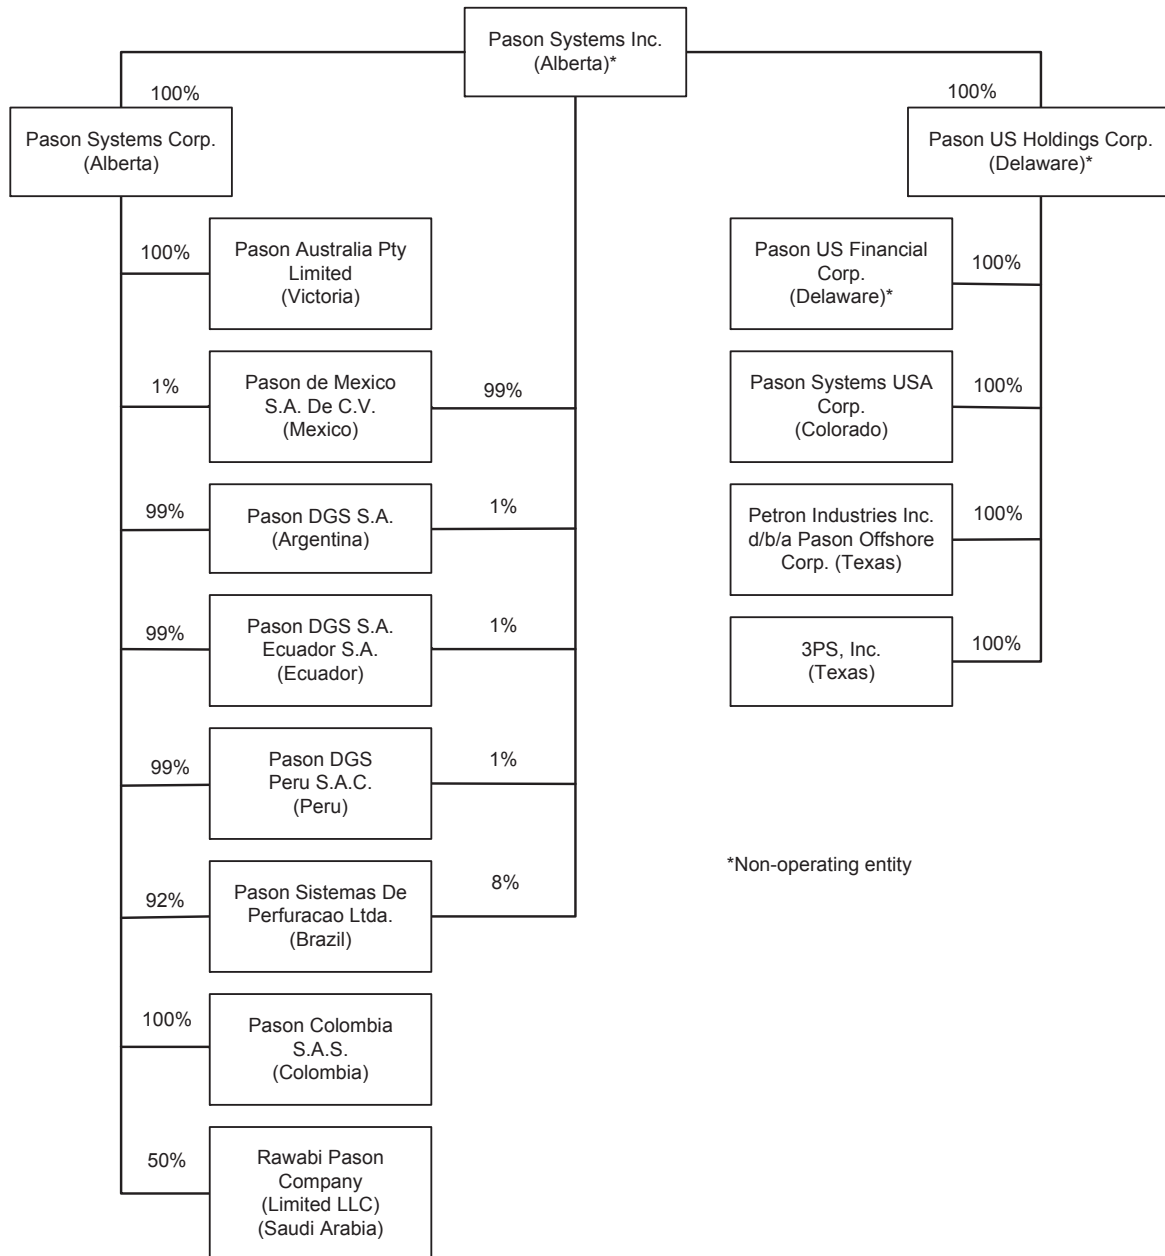 Pason Systems Inc.
(Alberta)*
100%
100%
Pason Systems Corp.
(Alberta)
Pason US Holdings Corp.
(Delaware)*
100%
Pason Australia Pty
Limited
(Victoria)
Pason US Financial
Corp.
(Delaware)*
100%
1%
Pason de Mexico
S.A. De C.V.
(Mexico)
99%
Pason Systems USA
Corp.
(Colorado)
100%
99%
Pason DGS S.A.
(Argentina)
1%
Petron Industries Inc.
d/b/a Pason Offshore
Corp. (Texas)
100%
99%
Pason DGS S.A.
Ecuador S.A.
(Ecuador)
1%
3PS, Inc.
(Texas)
100%
99%
Pason DGS
Peru S.A.C.
(Peru)
1%
*Non-operating entity
92%
Pason Sistemas De
Perfuracao Ltda.
(Brazil)
8%
100%
Pason Colombia
S.A.S.
(Colombia)
50%
Rawabi Pason
Company
(Limited LLC)
(Saudi Arabia)